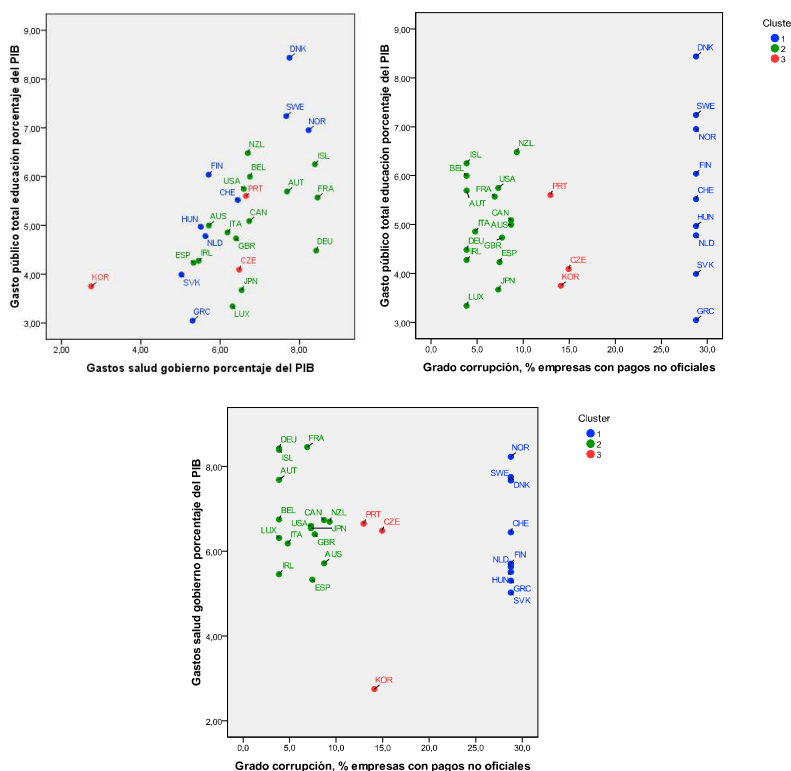 9,00
8,00
7,00
6,00
5,00
4,00
3,00
Gasto público total educación porcentaje del PIB
DNK
SWE
NOR
NZL
ISL
FIN
BEL
USA
PRT
AUT
FRA
CHE
HUN
AUS
CAN
ITA
NLD
GBR
DEU
ESP
IRL
CZE
KOR
SVK
JPN
GRC
LUX
2,00 4,00 6,00 8,00
Gastos salud gobierno porcentaje del PIB
Cluster
1
2
3
9,00
8,00
7,00
6,00
5,00
4,00
3,00
Gasto público total educación porcentaje del PIB
DNK
SWE
NOR
NZL
ISL
BEL
FIN
USA
PRT
FRA
AUT
CHE
CAN
ITA
AUS
HUN
DEU
GBR
NLD
IRL
ESP
CZE
SVK
KOR
JPN
LUX
GRC
0,0 5,0 10,0 15,0 20,0 25,0 30,0
Grado corrupción, % empresas con pagos no oficiales
Cluster
1
2
3
8,00
6,00
4,00
2,00
Gastos salud gobierno porcentaje del PIB
DEU
FRA
ISL
NOR
AUT
SWE
DNK
BEL
CAN
NZL
PRT
CZE
USA
JPN
LUX
ITA
GBR
CHE
IRL
AUS
ESP
NLD
FIN
HUN
GRC
SVK
KOR
0,0 5,0 10,0 15,0 20,0 25,0 30,0
Grado corrupción, % empresas con pagos no oficiales